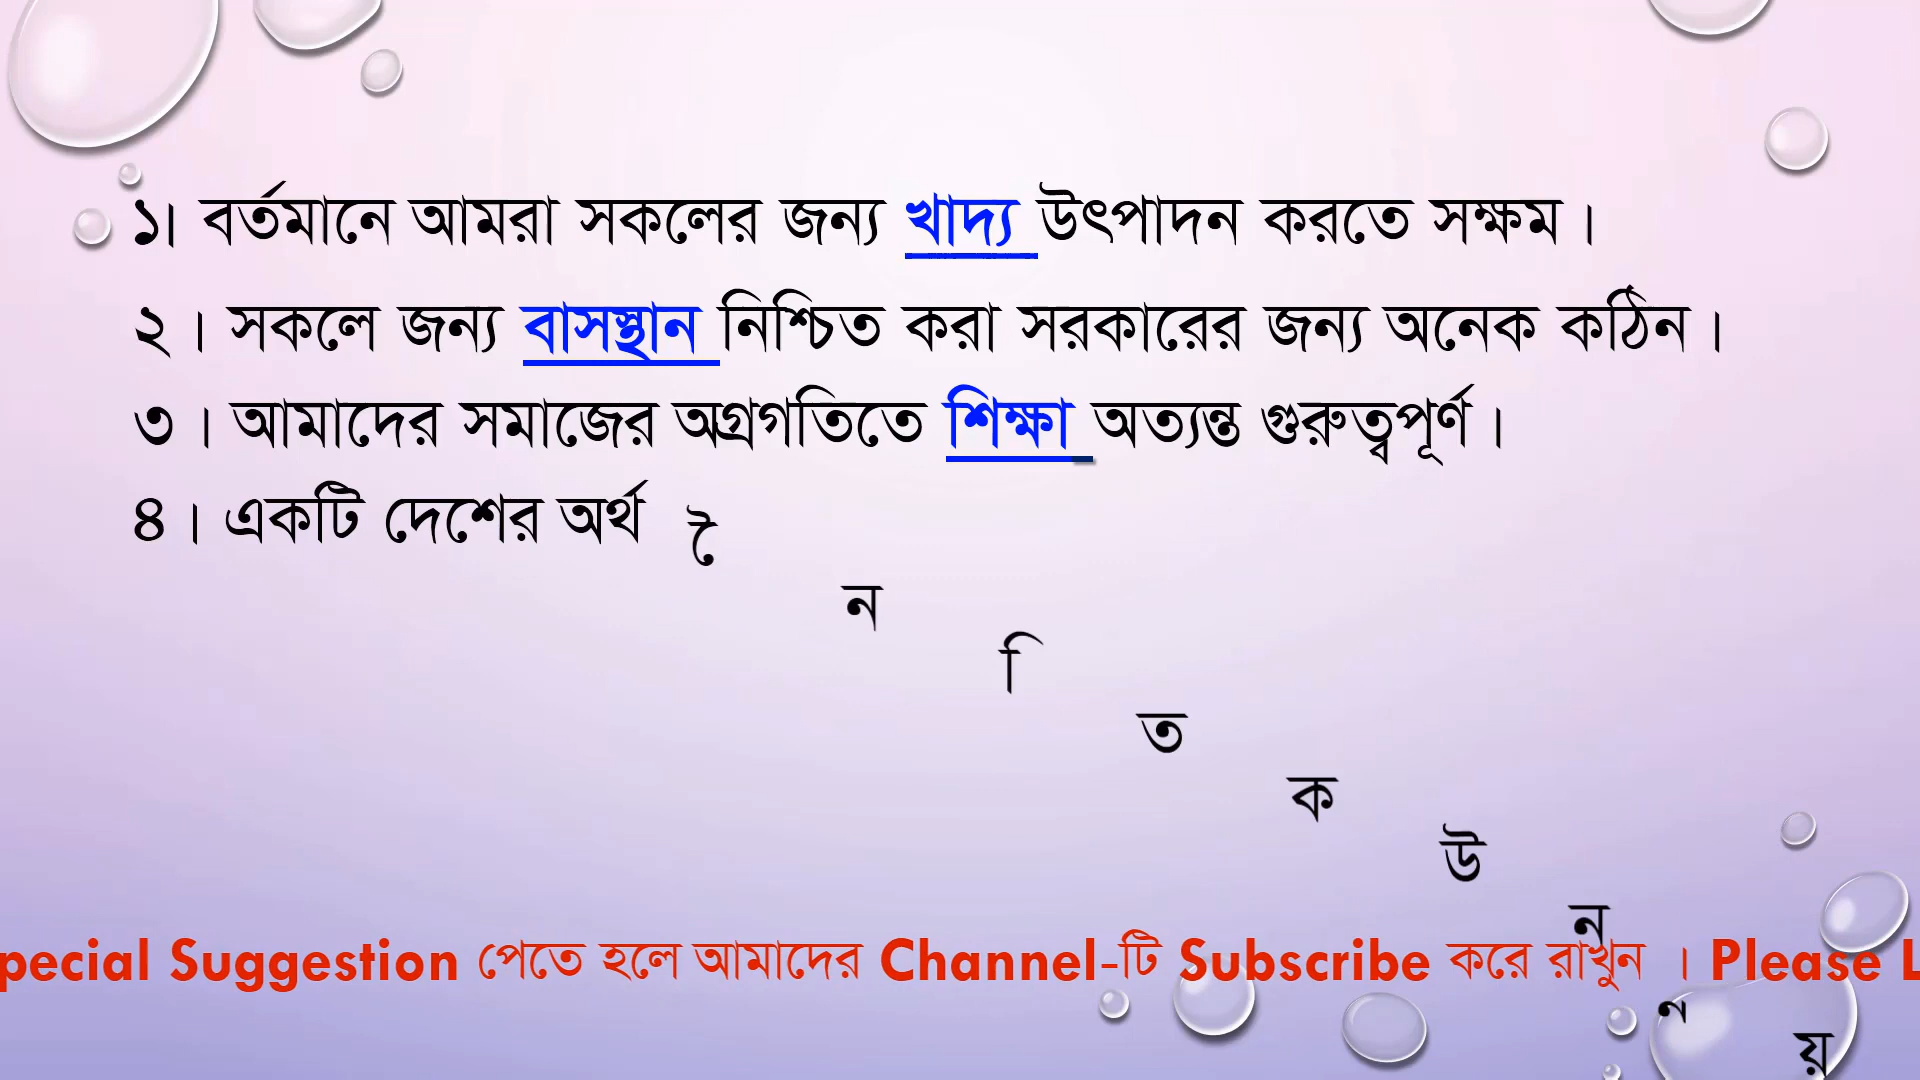 ১। বর্তমানে আমরা সকলের জন্য খাদ্য উৎপাদন করতে সক্ষম।
২। সকলে জন্য বাসস্থান নিশ্চিত করা সরকারের জন্য অনেক কঠিন।
৩। আমাদের সমাজের অগ্রগতিতে শিক্ষা অত্যন্ত গুরুত্বপূর্ণ।
৪। একটি দেশের অর্থ ৈ ন ি ত ক উ ন ন য়
pecial Suggestion পেতে হলে আমাদের Channel-টি Subscribe করে রাখুন । Please L